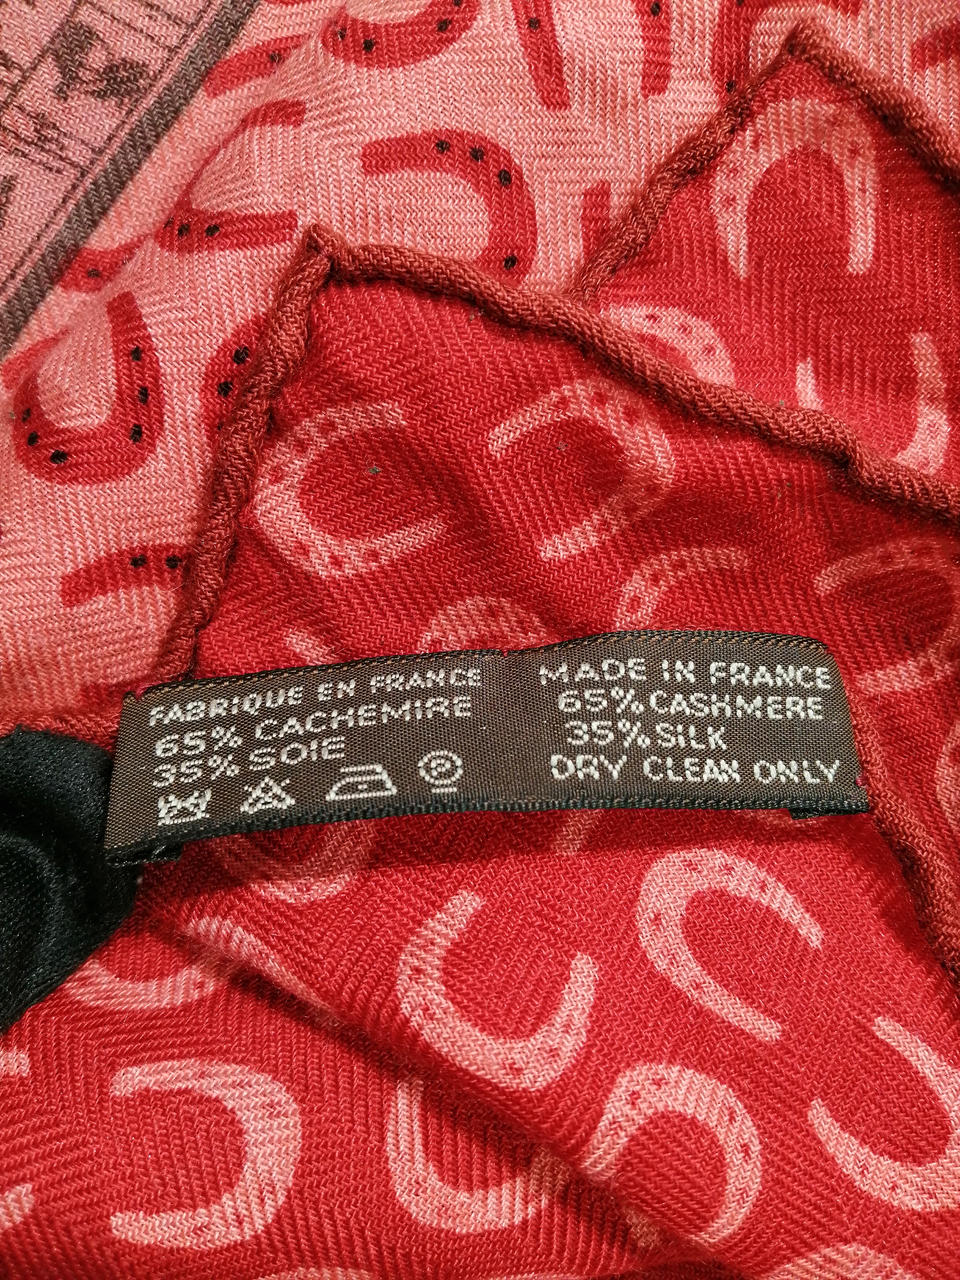 FABRIQUE EN FRANCE
65% CACHEMIRE
35% SOIE
P
MADE IN FRANCE
65% CASHMERE
35% SILK
DRY CLEAN ONLY